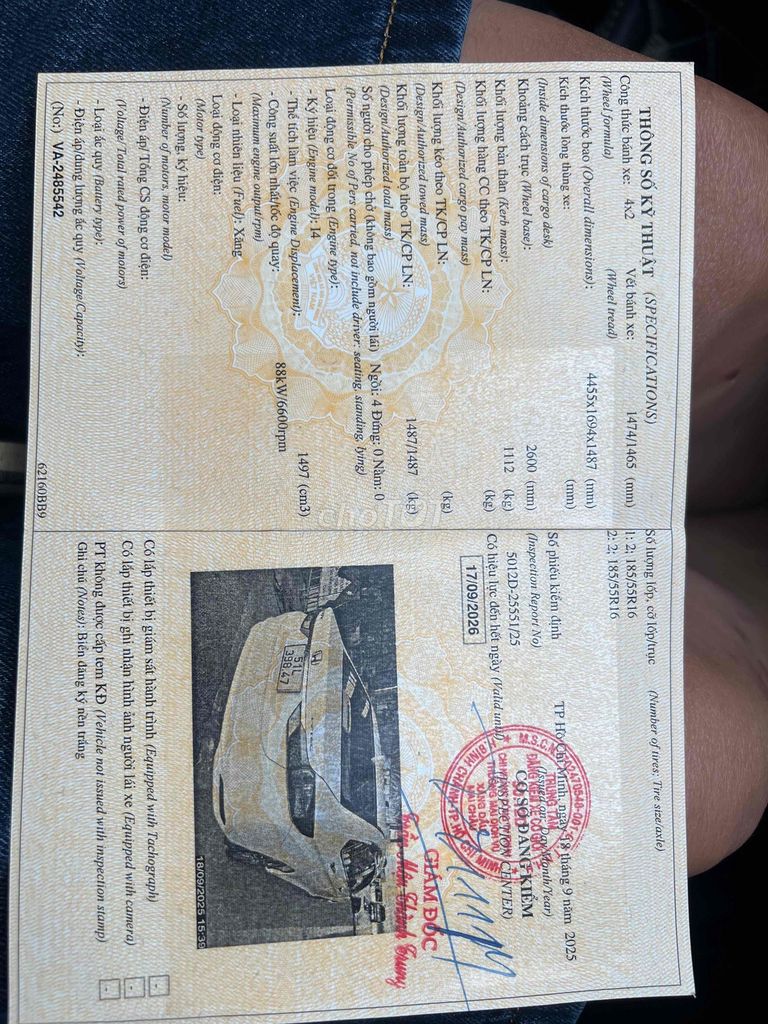 THÔNG SỐ KỸ THUẬT (SPECIFICATIONS)
Công thức bánh xe: 4x2 Vết bánh xe: 1474/1465 (mm)
(Wheel formula) (Wheel tread)
Kích thước bao (Overall dimensions): 4455x1694x1487 (mm)
Kích thước lòng thùng xe: (mm)
(Inside dimensions of cargo desk)
Khoảng cách trục (Wheel base): 2600 (mm)
Khối lượng bản thân (Kerb mass): 1112 (kg)
Khối lượng hàng CC theo TK/CP LN: (kg)
(Design/Authorized cargo pay mass)
Khối lượng kéo theo TK/CP LN: (kg)
(Design/Authorized towed mass)
Khối lượng toàn bộ theo TK/CP LN: 1487/1487 (kg)
(Design/Authorized total mass)
Số người cho phép chở (không bao gồm người lái) Ngồi: 4 Đứng: 0 Nằm: 0
(Permissible No of Pers carried, not include driver: seating, standing, lying)
Loại động cơ đốt trong (Engine type):
- Ký hiệu (Engine model): I4
- Thể tích làm việc (Engine Displacement): 1497 (cm3)
- Công suất lớn nhất/tốc độ quay: 88kW/6600rpm
(Maximum engine output/rpm)
- Loại nhiên liệu (Fuel): Xăng
Loại động cơ điện:
(Motor type)
- Số lượng, ký hiệu:
(Number of motors, motor model)
- Điện áp/ Tổng CS động cơ điện:
(Voltage/ Total rated power of motors)
- Loại ắc quy (Battery type):
- Điện áp/dung lượng ắc quy (Voltage/Capacity):
(No:) VA-2485542
62160BB9
Số lượng lốp, cỡ lốp/trục (Number of tires; Tire size/axle)
1: 2; 185/55R16
2: 2; 185/55R16
TP Hồ Chí Minh, ngày 18 tháng 9 năm 2025
(Issued on: Day/Month/Year)
Số phiếu kiểm định CƠ SỞ ĐĂNG KIỂM
(Inspection Report No) (INSPECTION CENTER)
5012D-25551/25
Có hiệu lực đến hết ngày (Valid until)
17/09/2026
GIÁM ĐỐC
51L
398.47
18/09/2025 15:39
Có lắp thiết bị giám sát hành trình (Equipped with Tachograph) -
Có lắp thiết bị ghi nhận hình ảnh người lái xe (Equipped with camera) -
PT không được cấp tem KĐ (Vehicle not issued with inspection stamp) -
Ghi chú (Notes): Biển đăng ký nền trắng
choTỐT